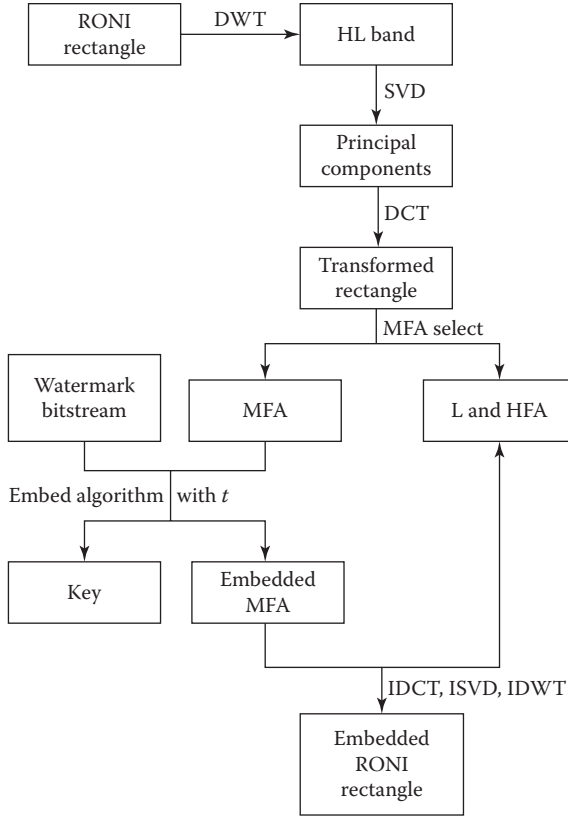 RONI
rectangle
DWT
HL band
SVD
Principal
components
DCT
Transformed
rectangle
MFA select
Watermark
bitstream
MFA
L and HFA
Embed algorithm with t
Key
Embedded
MFA
IDCT, ISVD, IDWT
Embedded
RONI
rectangle